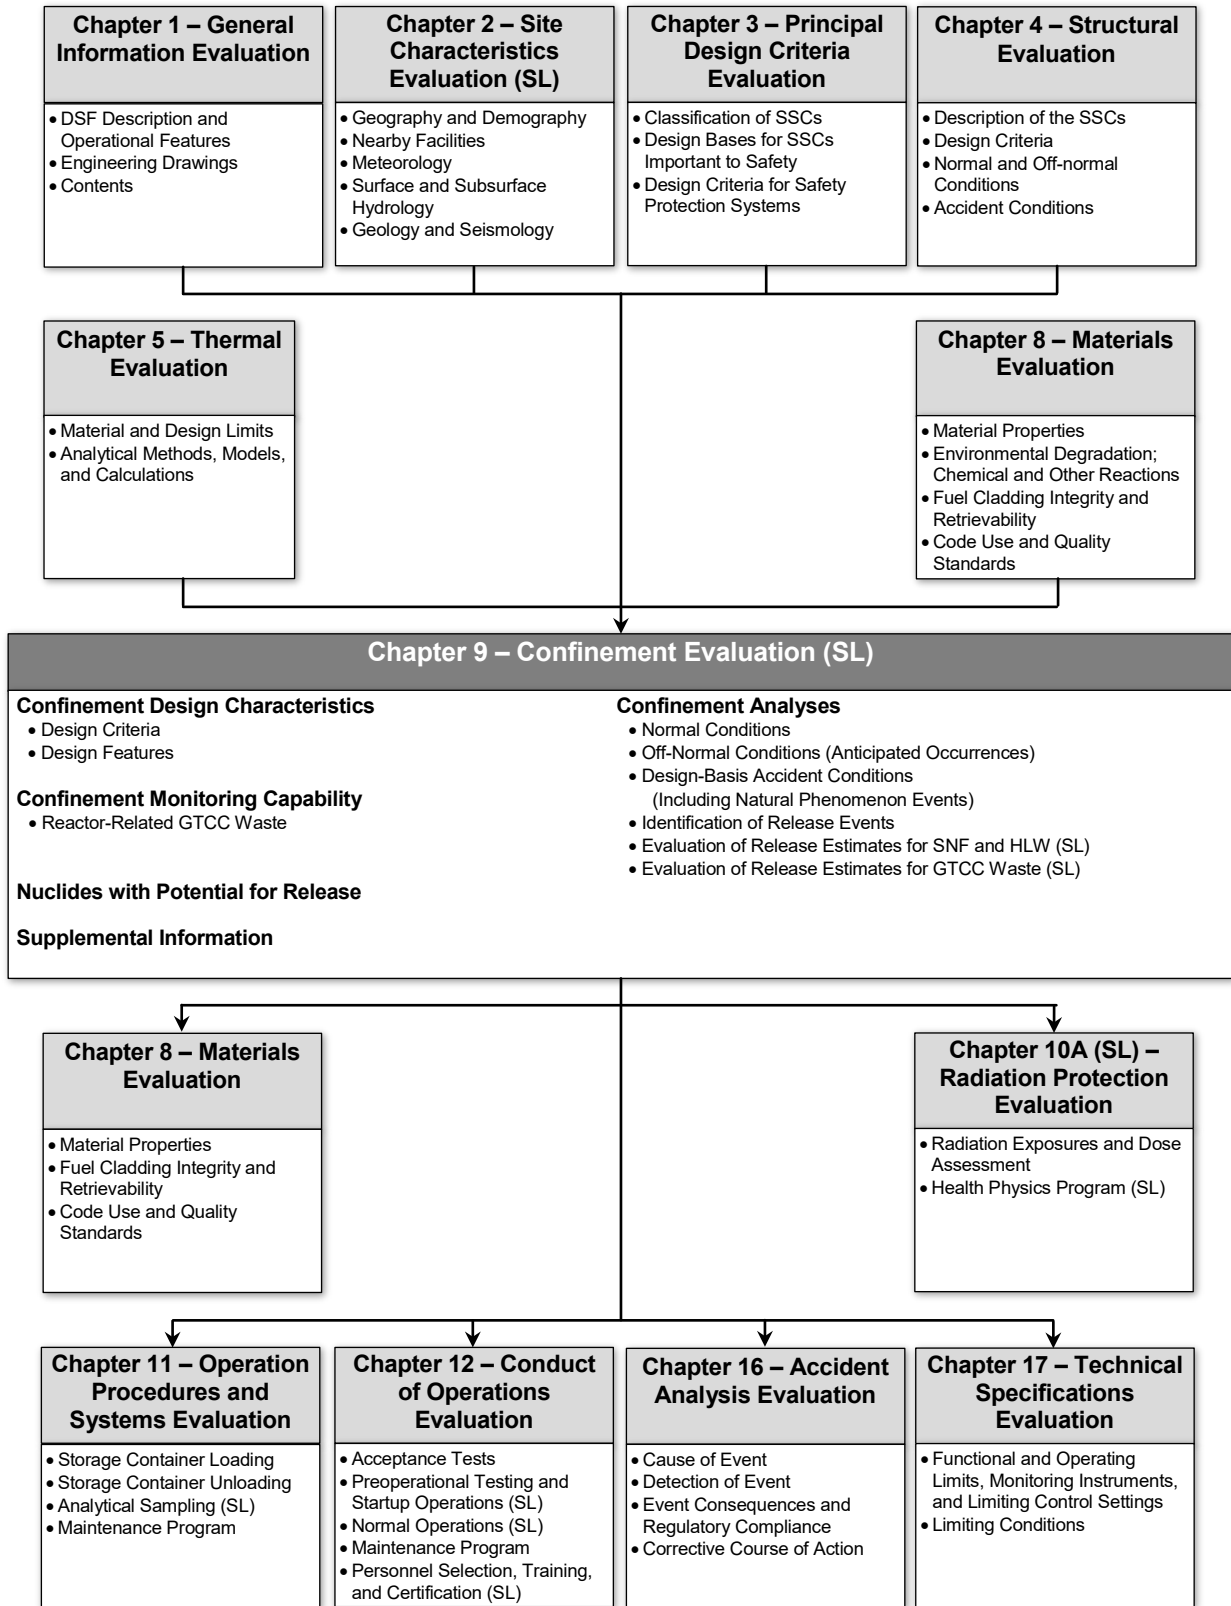 Chapter 1 – General
Information Evaluation
• DSF Description and
Operational Features
• Engineering Drawings
• Contents
Chapter 2 – Site
Characteristics
Evaluation (SL)
• Geography and Demography
• Nearby Facilities
• Meteorology
• Surface and Subsurface
Hydrology
• Geology and Seismology
Chapter 3 – Principal
Design Criteria
Evaluation
• Classification of SSCs
• Design Bases for SSCs
Important to Safety
• Design Criteria for Safety
Protection Systems
Chapter 4 – Structural
Evaluation
• Description of the SSCs
• Design Criteria
• Normal and Off-normal
Conditions
• Accident Conditions
Chapter 5 – Thermal
Evaluation
• Material and Design Limits
• Analytical Methods, Models,
and Calculations
Chapter 8 – Materials
Evaluation
• Material Properties
• Environmental Degradation;
Chemical and Other Reactions
• Fuel Cladding Integrity and
Retrievability
• Code Use and Quality
Standards
Chapter 9 – Confinement Evaluation (SL)
Confinement Design Characteristics
• Design Criteria
• Design Features
Confinement Monitoring Capability
• Reactor-Related GTCC Waste
Nuclides with Potential for Release
Supplemental Information
Confinement Analyses
• Normal Conditions
• Off-Normal Conditions (Anticipated Occurrences)
• Design-Basis Accident Conditions
(Including Natural Phenomenon Events)
• Identification of Release Events
• Evaluation of Release Estimates for SNF and HLW (SL)
• Evaluation of Release Estimates for GTCC Waste (SL)
Chapter 8 – Materials
Evaluation
• Material Properties
• Fuel Cladding Integrity and
Retrievability
• Code Use and Quality
Standards
Chapter 10A (SL) –
Radiation Protection
Evaluation
• Radiation Exposures and Dose
Assessment
• Health Physics Program (SL)
Chapter 11 – Operation
Procedures and
Systems Evaluation
• Storage Container Loading
• Storage Container Unloading
• Analytical Sampling (SL)
• Maintenance Program
Chapter 12 – Conduct
of Operations
Evaluation
• Acceptance Tests
• Preoperational Testing and
Startup Operations (SL)
• Normal Operations (SL)
• Maintenance Program
• Personnel Selection, Training,
and Certification (SL)
Chapter 16 – Accident
Analysis Evaluation
• Cause of Event
• Detection of Event
• Event Consequences and
Regulatory Compliance
• Corrective Course of Action
Chapter 17 – Technical
Specifications
Evaluation
• Functional and Operating
Limits, Monitoring Instruments,
and Limiting Control Settings
• Limiting Conditions